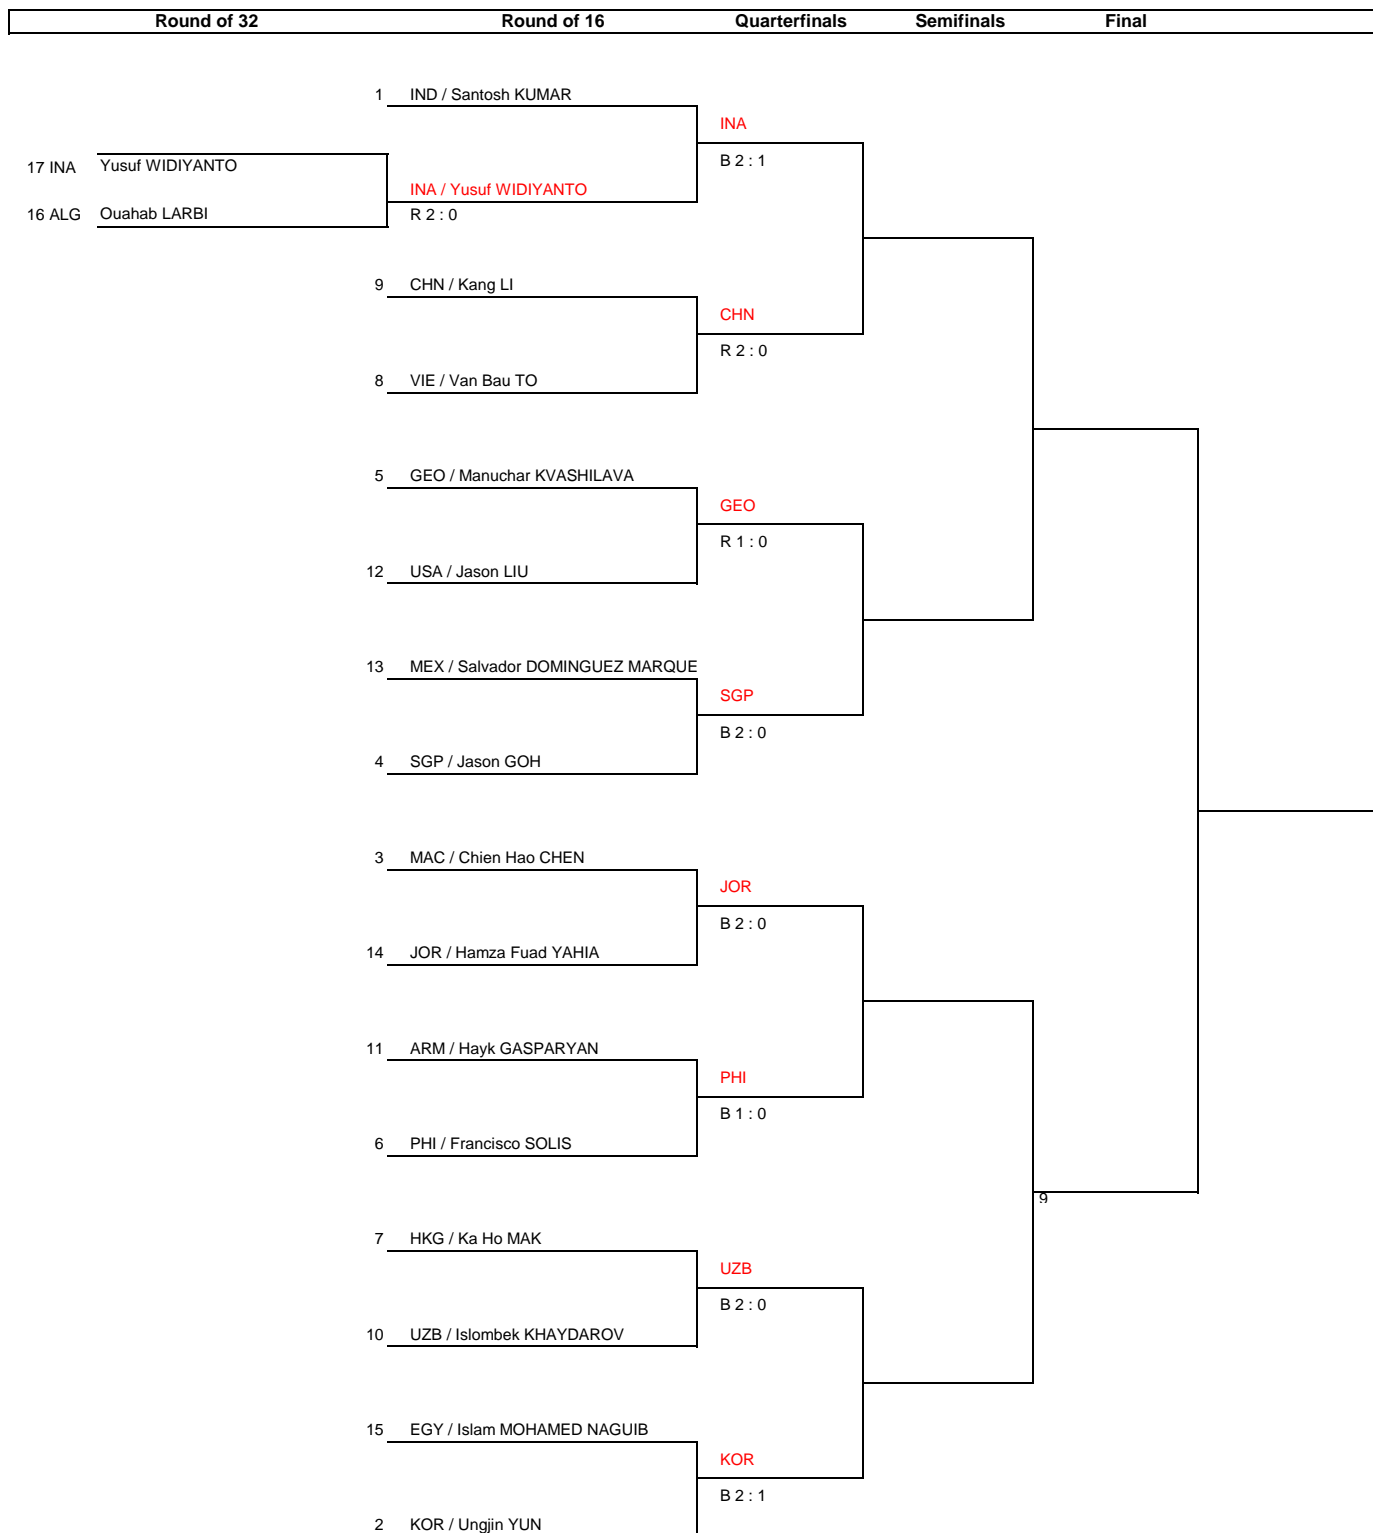 Round of 32 Round of 16 Quarterfinals Semifinals Final
1 IND / Santosh KUMAR
INA
B 2 : 1
17 INA Yusuf WIDIYANTO
INA / Yusuf WIDIYANTO
16 ALG Ouahab LARBI
R 2 : 0
9 CHN / Kang LI
CHN
R 2 : 0
8 VIE / Van Bau TO
5 GEO / Manuchar KVASHILAVA
GEO
R 1 : 0
12 USA / Jason LIU
13 MEX / Salvador DOMINGUEZ MARQUE
SGP
B 2 : 0
4 SGP / Jason GOH
3 MAC / Chien Hao CHEN
JOR
B 2 : 0
14 JOR / Hamza Fuad YAHIA
11 ARM / Hayk GASPARYAN
PHI
B 1 : 0
6 PHI / Francisco SOLIS
9
7 HKG / Ka Ho MAK
UZB
B 2 : 0
10 UZB / Islombek KHAYDAROV
15 EGY / Islam MOHAMED NAGUIB
KOR
B 2 : 1
2 KOR / Ungjin YUN